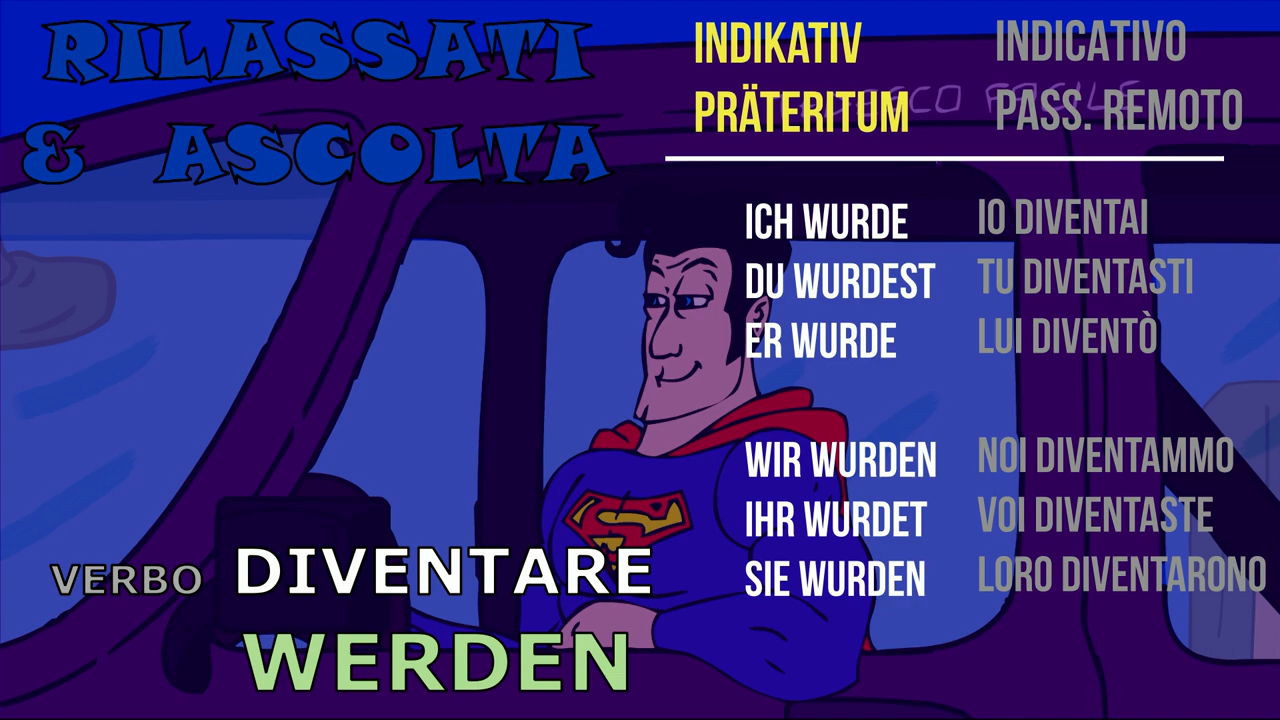 RILASSATI
& ASCOLTA
INDIKATIV INDICATIVO
PRÄTERITUM PASS. REMOTO
ICH WURDE IO DIVENTAI
DU WURDEST TU DIVENTASTI
ER WURDE LUI DIVENTÒ
WIR WURDEN NOI DIVENTAMMO
IHR WURDET VOI DIVENTASTE
SIE WURDEN LORO DIVENTARONO
VERBO DIVENTARE
WERDEN